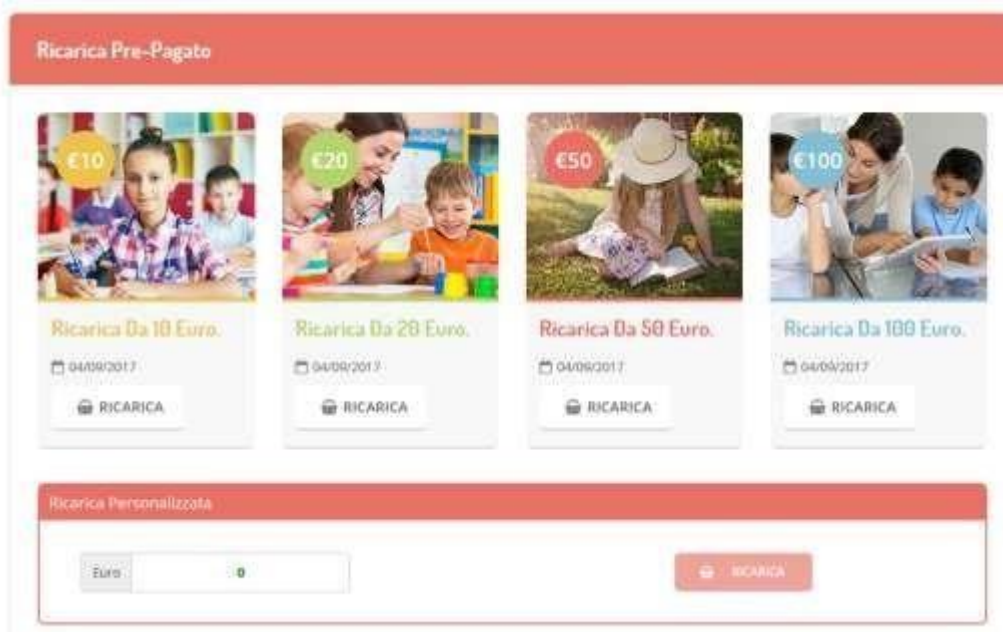 Ricarica Pre-Pagato
€10
€20
€50
€100
Ricarica Da 10 Euro.
Ricarica Da 20 Euro.
Ricarica Da 50 Euro.
Ricarica Da 100 Euro.
04/09/2017
04/09/2017
04/09/2017
04/09/2017
RICARICA
RICARICA
RICARICA
RICARICA
Ricarica Personalizzata
Euro
0
RICARICA